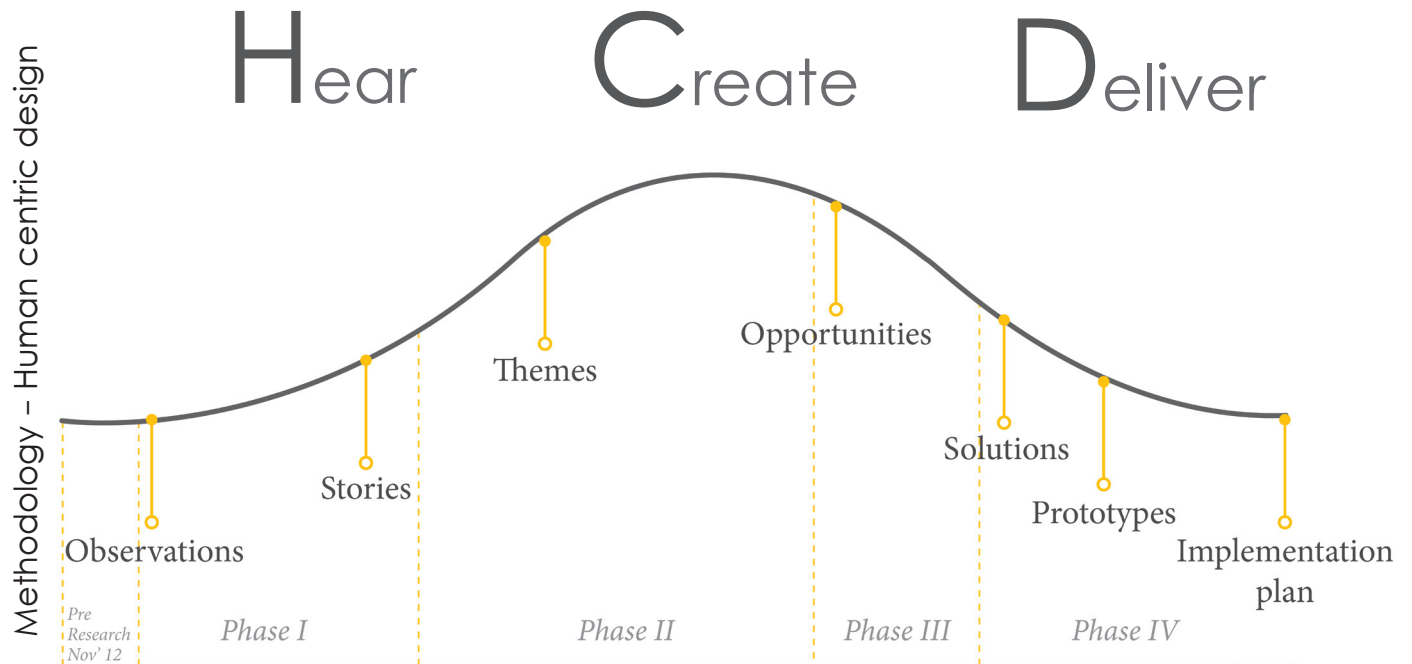 Methodology – Human centric design
Hear
Create
Deliver
Observations
Stories
Themes
Opportunities
Solutions
Prototypes
Implementation
plan
Pre
Research
Nov' 12
Phase I
Phase II
Phase III
Phase IV